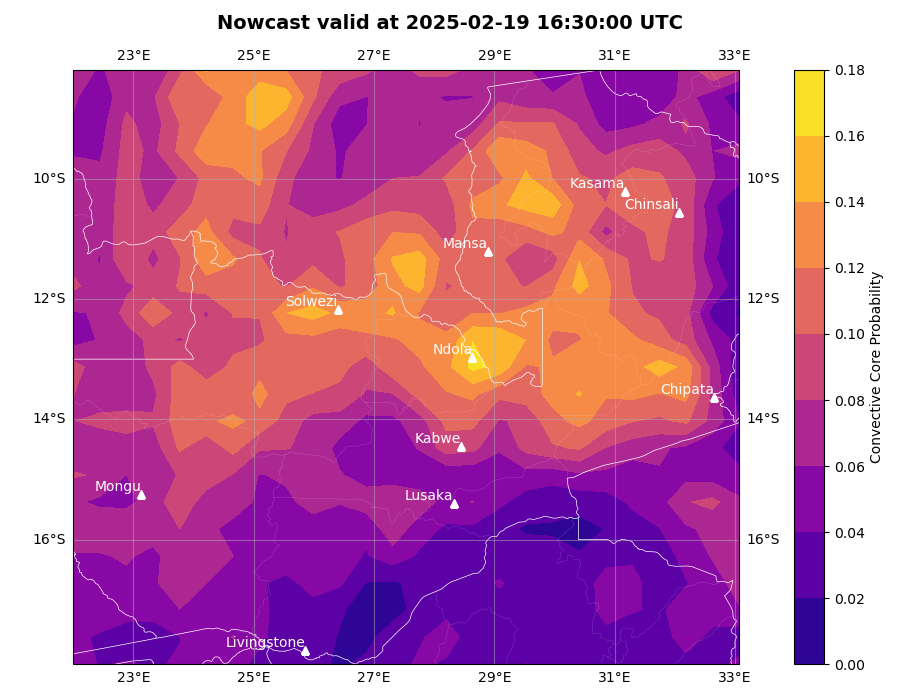 Nowcast valid at 2025-02-19 16:30:00 UTC
23°E 25°E 27°E 29°E 31°E 33°E
0.18
0.16
0.14
0.12
0.10
0.08
0.06
0.04
0.02
0.00
Convective Core Probability
10°S 10°S
12°S 12°S
14°S 14°S
16°S 16°S
Kasama
Chinsali
Mansa
Solwezi
Ndola
Chipata
Kabwe
Mongu
Lusaka
Livingstone
23°E 25°E 27°E 29°E 31°E 33°E